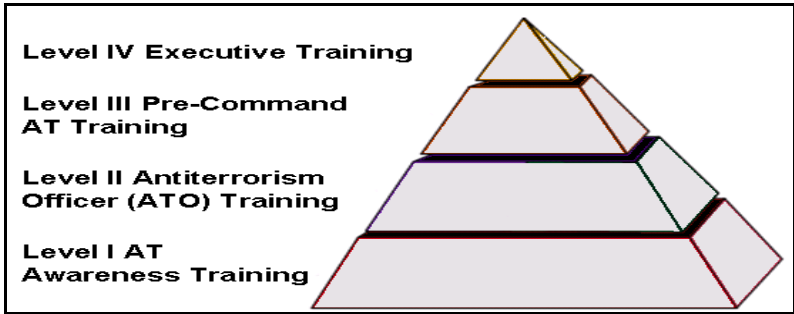 Level IV Executive Training
Level III Pre-Command
AT Training
Level II Antiterrorism
Officer (ATO) Training
Level I AT
Awareness Training